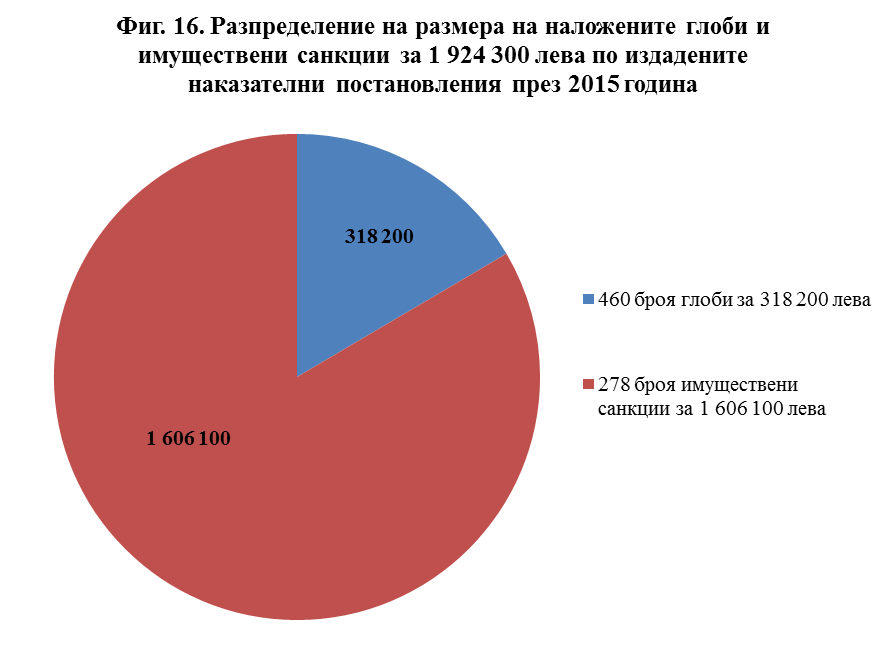 Фиг. 16. Разпределение на размера на наложените глоби и
имуществени санкции за 1 924 300 лева по издадените
наказателни постановления през 2015 година
318 200
460 броя глоби за 318 200 лева
278 броя имуществени
санкции за 1 606 100 лева
1 606 100